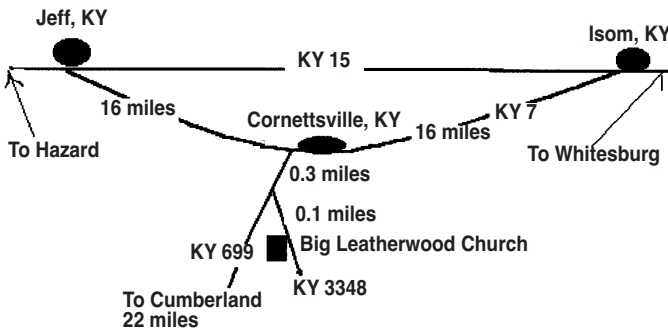 Jeff, KY
Isom, KY
KY 15
16 miles
Cornettsville, KY
KY 7
16 miles
To Hazard
To Whitesburg
0.3 miles
0.1 miles
KY 699
Big Leatherwood Church
KY 3348
To Cumberland
22 miles